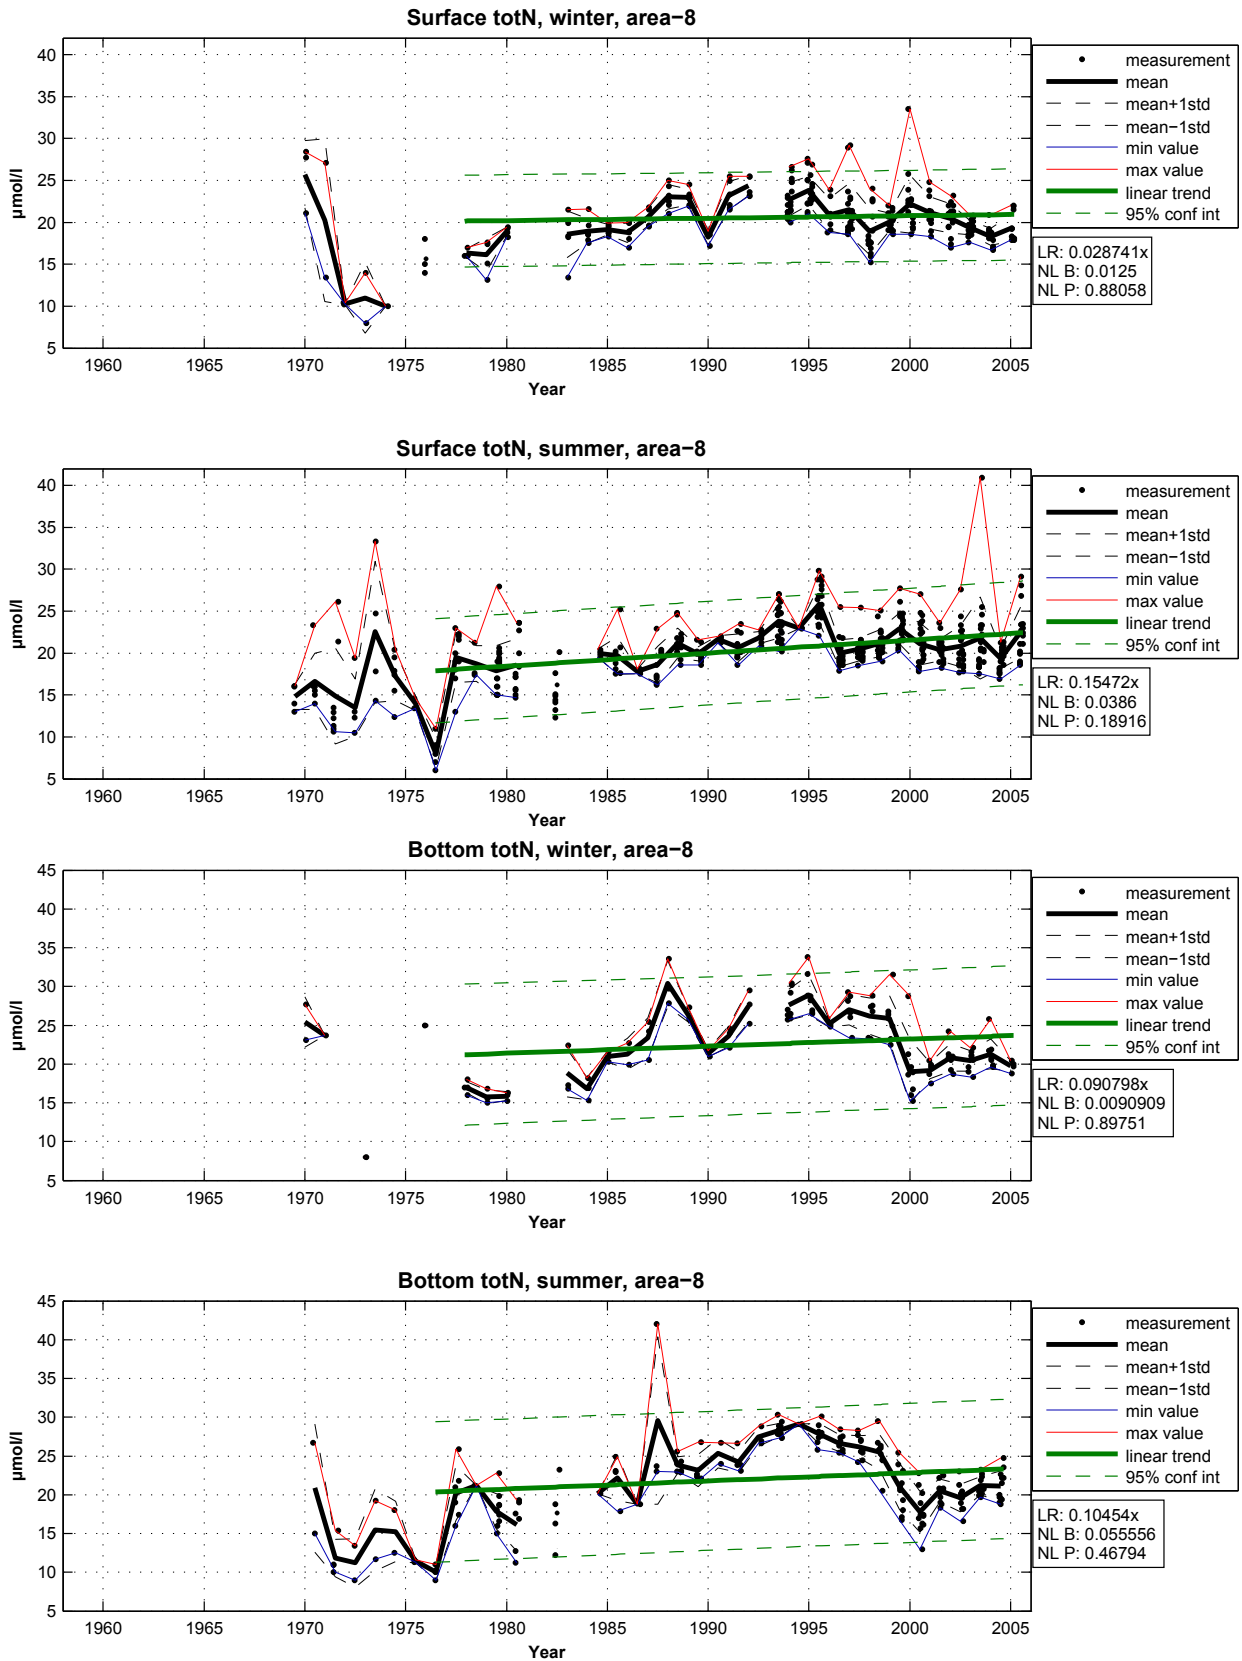 Surface totN, winter, area−8
40
35
30
25
20
15
10
5
µmol/l
1960 1965 1970 1975 1980 1985 1990 1995 2000 2005
Year
measurement
mean
mean+1std
mean−1std
min value
max value
linear trend
95% conf int
LR: 0.028741x
NL B: 0.0125
NL P: 0.88058
Surface totN, summer, area−8
40
35
30
25
20
15
10
5
µmol/l
1960 1965 1970 1975 1980 1985 1990 1995 2000 2005
Year
measurement
mean
mean+1std
mean−1std
min value
max value
linear trend
95% conf int
LR: 0.15472x
NL B: 0.0386
NL P: 0.18916
Bottom totN, winter, area−8
45
40
35
30
25
20
15
10
5
µmol/l
1960 1965 1970 1975 1980 1985 1990 1995 2000 2005
Year
measurement
mean
mean+1std
mean−1std
min value
max value
linear trend
95% conf int
LR: 0.090798x
NL B: 0.0090909
NL P: 0.89751
Bottom totN, summer, area−8
45
40
35
30
25
20
15
10
5
µmol/l
1960 1965 1970 1975 1980 1985 1990 1995 2000 2005
Year
measurement
mean
mean+1std
mean−1std
min value
max value
linear trend
95% conf int
LR: 0.10454x
NL B: 0.055556
NL P: 0.46794